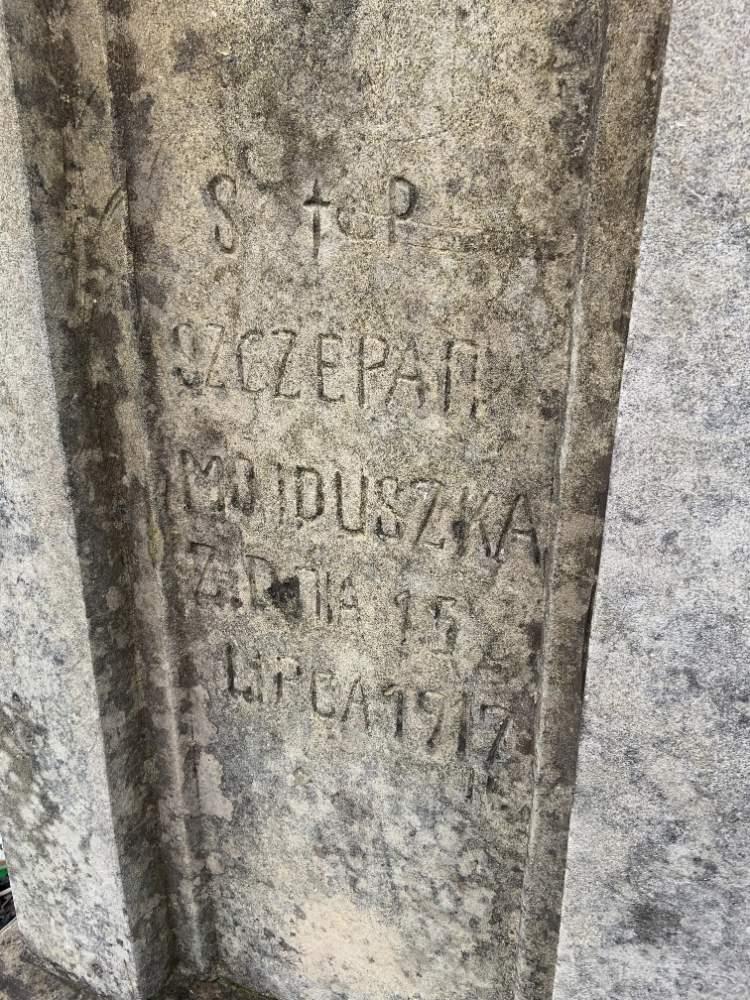 S † P
SZCZEPAN
MOJDUSZKA
Z. DNIA 15
LIPCA 1917